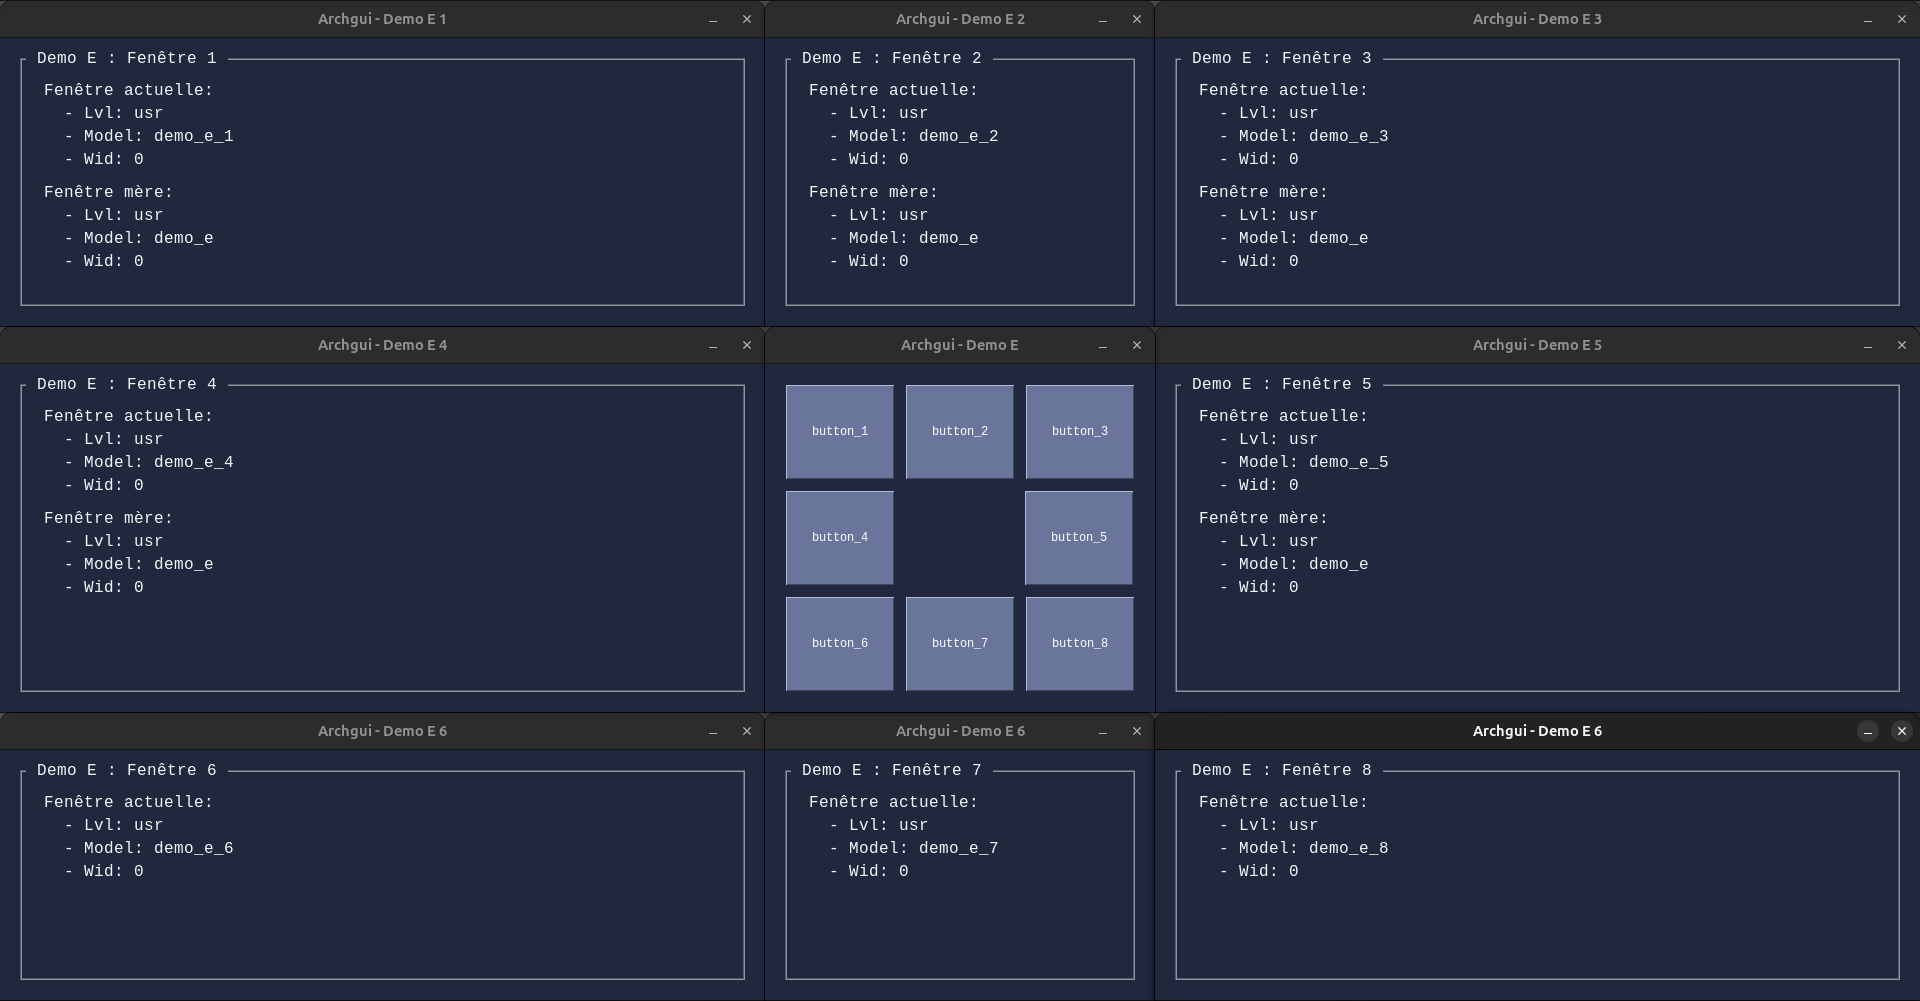 Archgui - Demo E 1
Demo E : Fenêtre 1
Fenêtre actuelle:
- Lvl: usr
- Model: demo_e_1
- Wid: 0
Fenêtre mère:
- Lvl: usr
- Model: demo_e
- Wid: 0
Archgui - Demo E 2
Demo E : Fenêtre 2
Fenêtre actuelle:
- Lvl: usr
- Model: demo_e_2
- Wid: 0
Fenêtre mère:
- Lvl: usr
- Model: demo_e
- Wid: 0
Archgui - Demo E 3
Demo E : Fenêtre 3
Fenêtre actuelle:
- Lvl: usr
- Model: demo_e_3
- Wid: 0
Fenêtre mère:
- Lvl: usr
- Model: demo_e
- Wid: 0
Archgui - Demo E 4
Demo E : Fenêtre 4
Fenêtre actuelle:
- Lvl: usr
- Model: demo_e_4
- Wid: 0
Fenêtre mère:
- Lvl: usr
- Model: demo_e
- Wid: 0
Archgui - Demo E
button_1
button_2
button_3
button_4
button_5
button_6
button_7
button_8
Archgui - Demo E 5
Demo E : Fenêtre 5
Fenêtre actuelle:
- Lvl: usr
- Model: demo_e_5
- Wid: 0
Fenêtre mère:
- Lvl: usr
- Model: demo_e
- Wid: 0
Archgui - Demo E 6
Demo E : Fenêtre 6
Fenêtre actuelle:
- Lvl: usr
- Model: demo_e_6
- Wid: 0
Archgui - Demo E 6
Demo E : Fenêtre 7
Fenêtre actuelle:
- Lvl: usr
- Model: demo_e_7
- Wid: 0
Archgui - Demo E 6
Demo E : Fenêtre 8
Fenêtre actuelle:
- Lvl: usr
- Model: demo_e_8
- Wid: 0